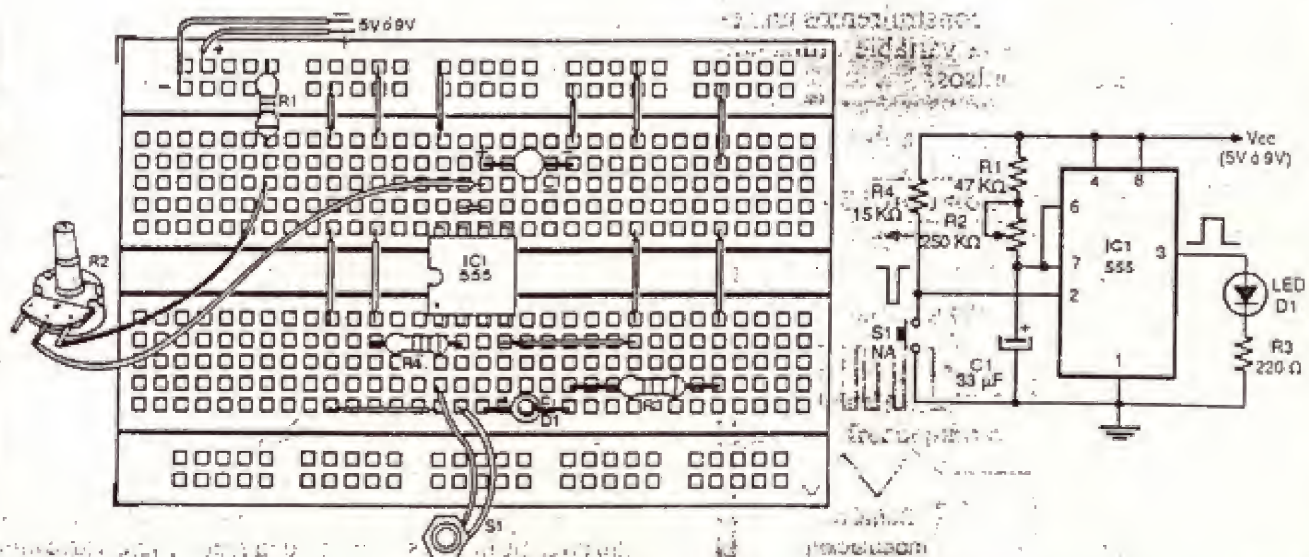 5V ó 9V
+
−
R1
+
C1
R2
IC1
555
R4
R3
D1
S1
Vcc
(5V ó 9V)
R1
47 KΩ
R4
15 KΩ
R2
250 KΩ
4
8
6
7
2
3
1
IC1
555
LED
D1
S1
NA
+
C1
33 µF
R3
220 Ω